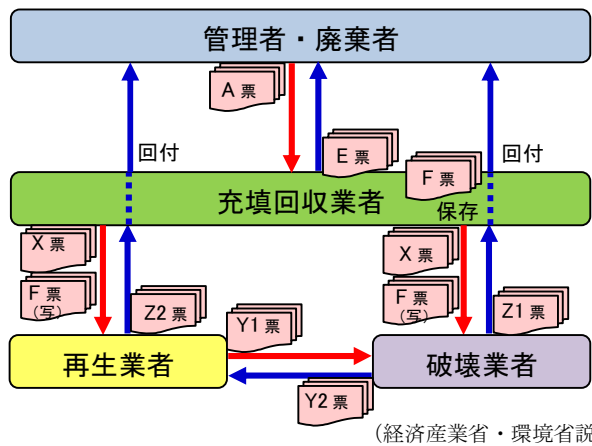 管理者・廃棄者
A 票
回付
E 票
F 票
回付
充填回収業者
保存
X 票
F 票
(写)
Z2 票
X 票
F 票
(写)
Z1 票
Y1 票
再生業者
破壊業者
Y2 票
(経済産業省・環境省説